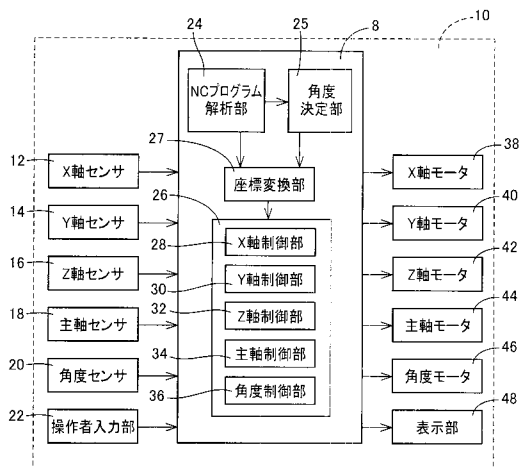 24
25
8
10
NCプログラム
解析部
角度
決定部
27
座標変換部
12
X軸センサ
14
Y軸センサ
16
Z軸センサ
18
主軸センサ
20
角度センサ
22
操作者入力部
26
28
X軸制御部
30
Y軸制御部
32
Z軸制御部
34
主軸制御部
36
角度制御部
38
X軸モータ
40
Y軸モータ
42
Z軸モータ
44
主軸モータ
46
角度モータ
48
表示部